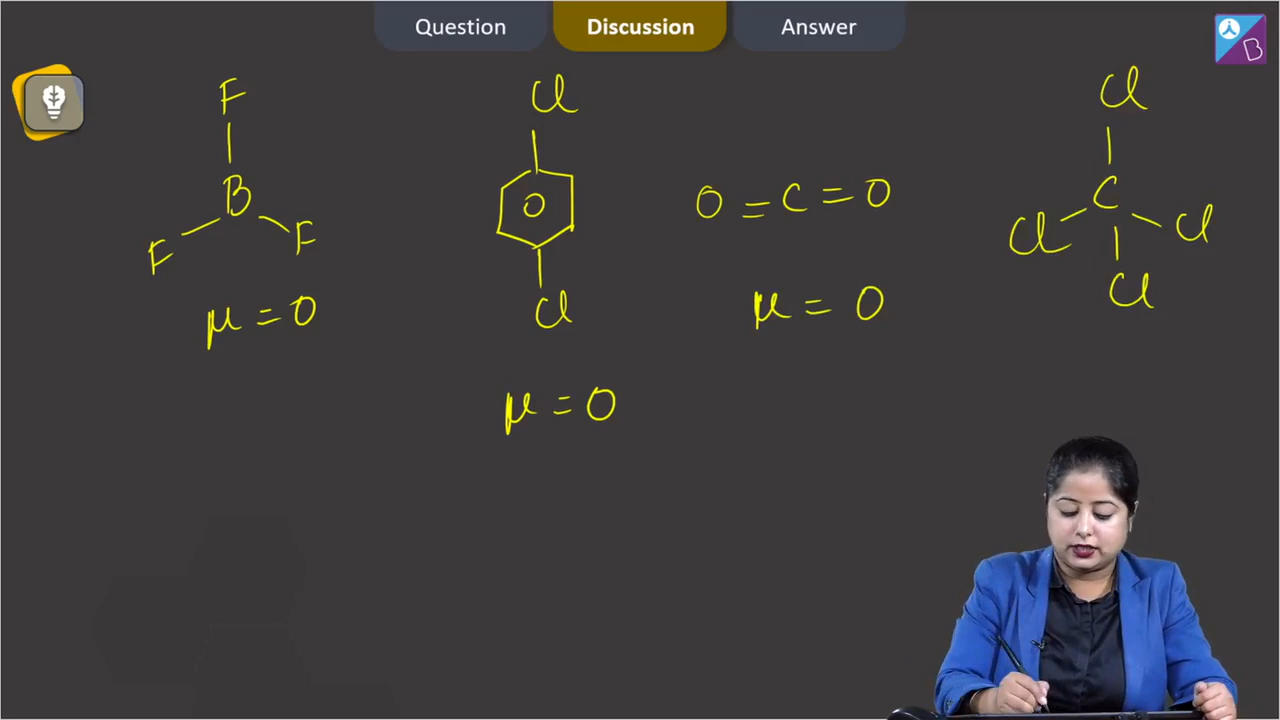 Question
Discussion
Answer
F
B
F F
μ = 0
Cl
Cl
μ = 0
O = C = O
μ = 0
Cl
C
Cl Cl
Cl
B